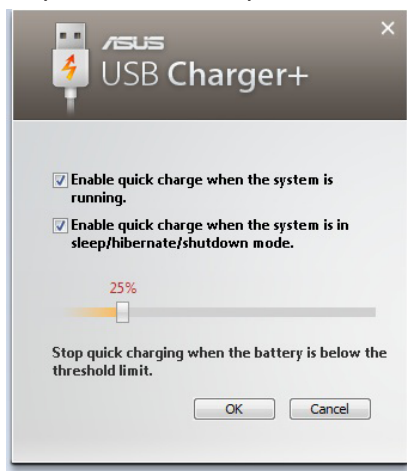 ASUS
USB Charger+
Enable quick charge when the system is
running.
Enable quick charge when the system is in
sleep/hibernate/shutdown mode.
25%
Stop quick charging when the battery is below the
threshold limit.
OK Cancel